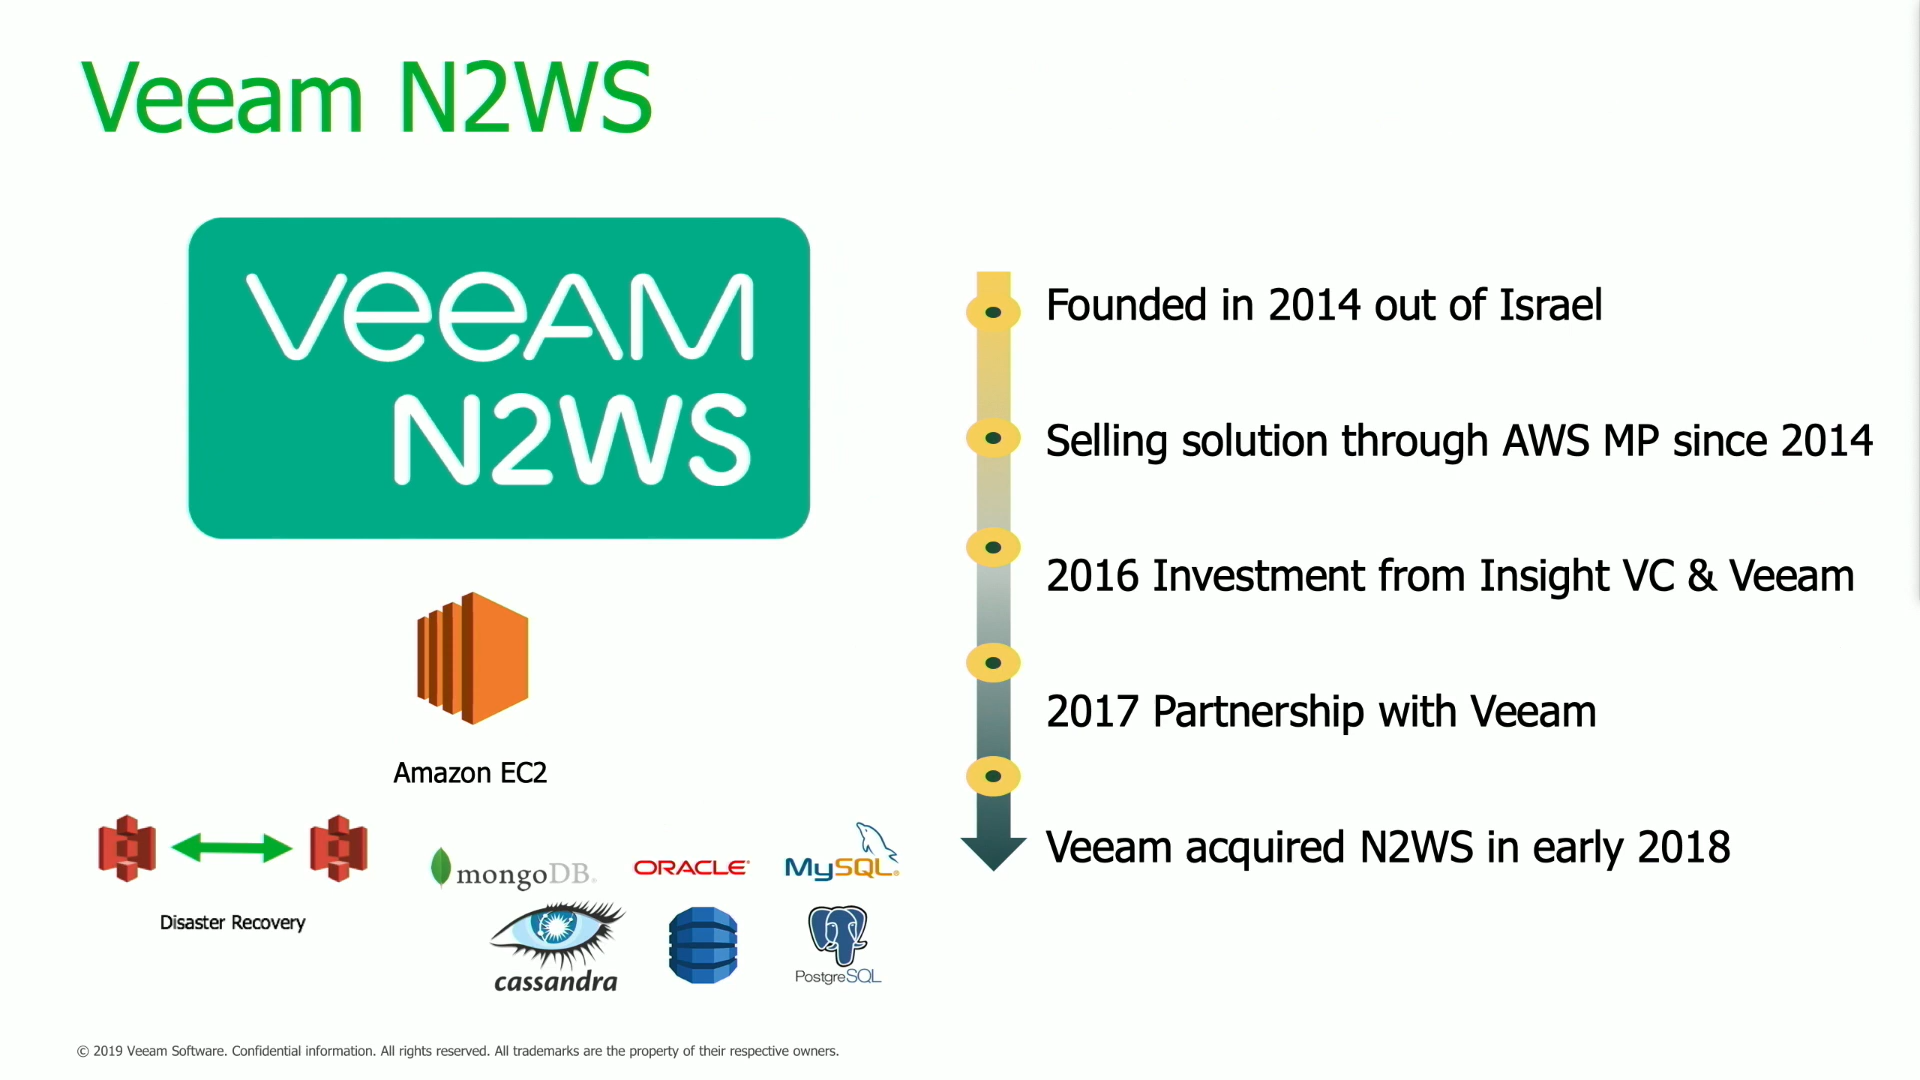 Veeam N2WS
veeAM
N2WS
Amazon EC2
Disaster Recovery
mongoDB®
ORACLE®
MySQL®
cassandra
PostgreSQL
Founded in 2014 out of Israel
Selling solution through AWS MP since 2014
2016 Investment from Insight VC & Veeam
2017 Partnership with Veeam
Veeam acquired N2WS in early 2018
© 2019 Veeam Software. Confidential information. All rights reserved. All trademarks are the property of their respective owners.